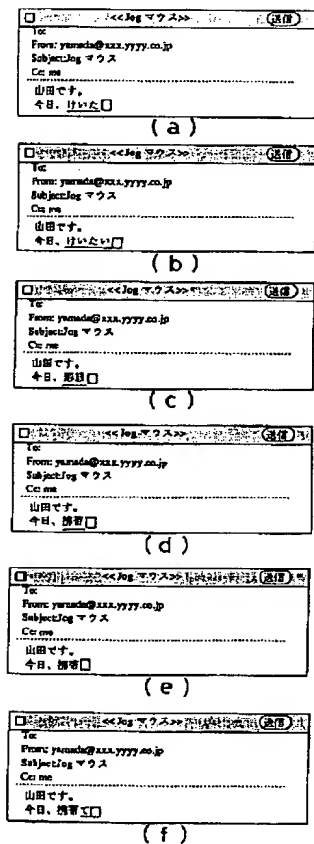 <<Jog マウス>> 送信
To:
From: yamada@xxx.yyyy.co.jp
Subject:Jog マウス
Cc: me
山田です。
今日、けいた
(a)
<<Jog マウス>> 送信
To:
From: yamada@xxx.yyyy.co.jp
Subject:Jog マウス
Cc: me
山田です。
今日、けいたい
(b)
<<Jog マウス>> 送信
To:
From: yamada@xxx.yyyy.co.jp
Subject:Jog マウス
Cc: me
山田です。
今日、形態
(c)
<<Jog マウス>> 送信
To:
From: yamada@xxx.yyyy.co.jp
Subject:Jog マウス
Cc: me
山田です。
今日、携帯
(d)
<<Jog マウス>> 送信
To:
From: yamada@xxx.yyyy.co.jp
Subject:Jog マウス
Cc: me
山田です。
今日、携帯
(e)
<<Jog マウス>> 送信
To:
From: yamada@xxx.yyyy.co.jp
Subject:Jog マウス
Cc: me
山田です。
今日、携帯で
(f)